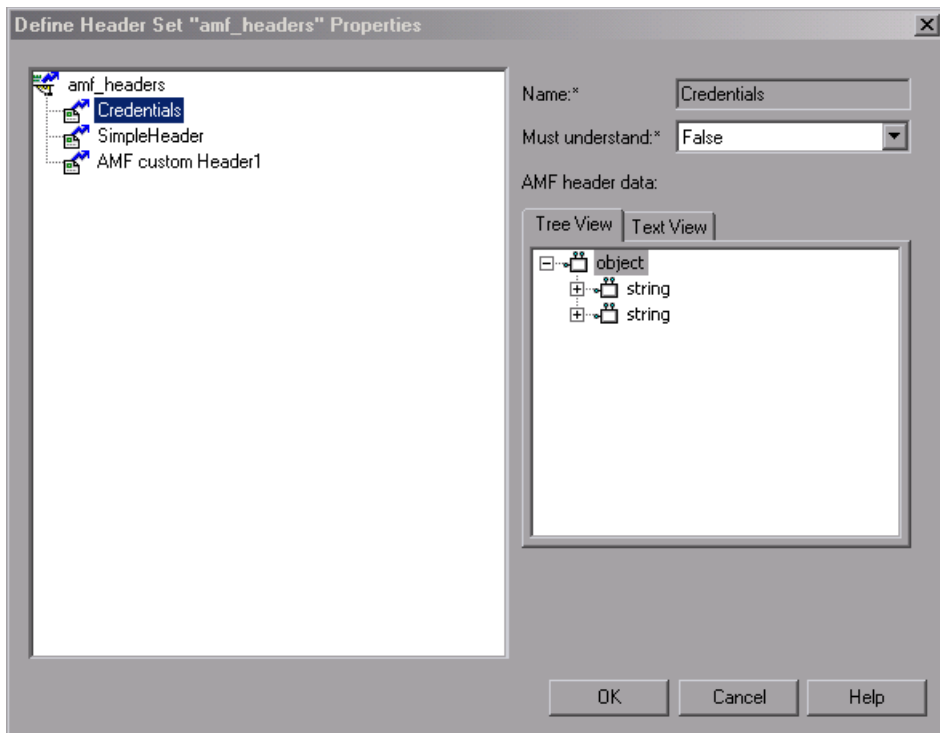 Define Header Set "amf_headers" Properties
amf_headers
Credentials
SimpleHeader
AMF custom Header1
Name:*
Credentials
Must understand:*
False
AMF header data:
Tree View
Text View
object
string
string
OK
Cancel
Help